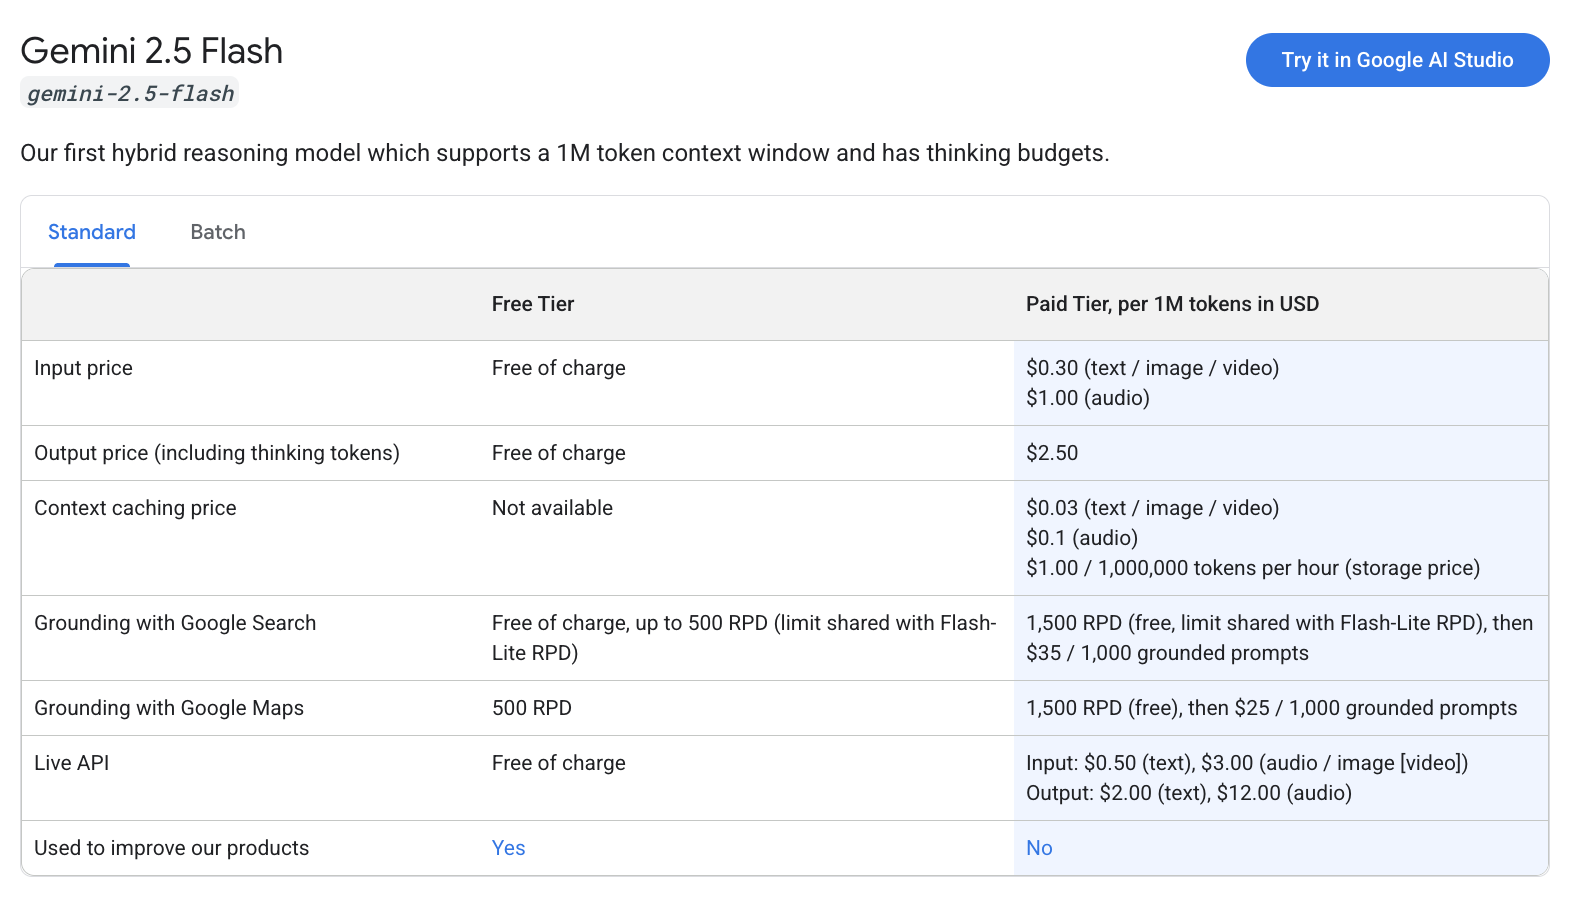 Gemini 2.5 Flash
Try it in Google AI Studio
gemini-2.5-flash
Our first hybrid reasoning model which supports a 1M token context window and has thinking budgets.
Standard Batch
Free Tier Paid Tier, per 1M tokens in USD
Input price Free of charge $0.30 (text / image / video)
$1.00 (audio)
Output price (including thinking tokens) Free of charge $2.50
Context caching price Not available $0.03 (text / image / video)
$0.1 (audio)
$1.00 / 1,000,000 tokens per hour (storage price)
Grounding with Google Search Free of charge, up to 500 RPD (limit shared with Flash- 1,500 RPD (free, limit shared with Flash-Lite RPD), then
Lite RPD) $35 / 1,000 grounded prompts
Grounding with Google Maps 500 RPD 1,500 RPD (free), then $25 / 1,000 grounded prompts
Live API Free of charge Input: $0.50 (text), $3.00 (audio / image [video])
Output: $2.00 (text), $12.00 (audio)
Used to improve our products Yes No